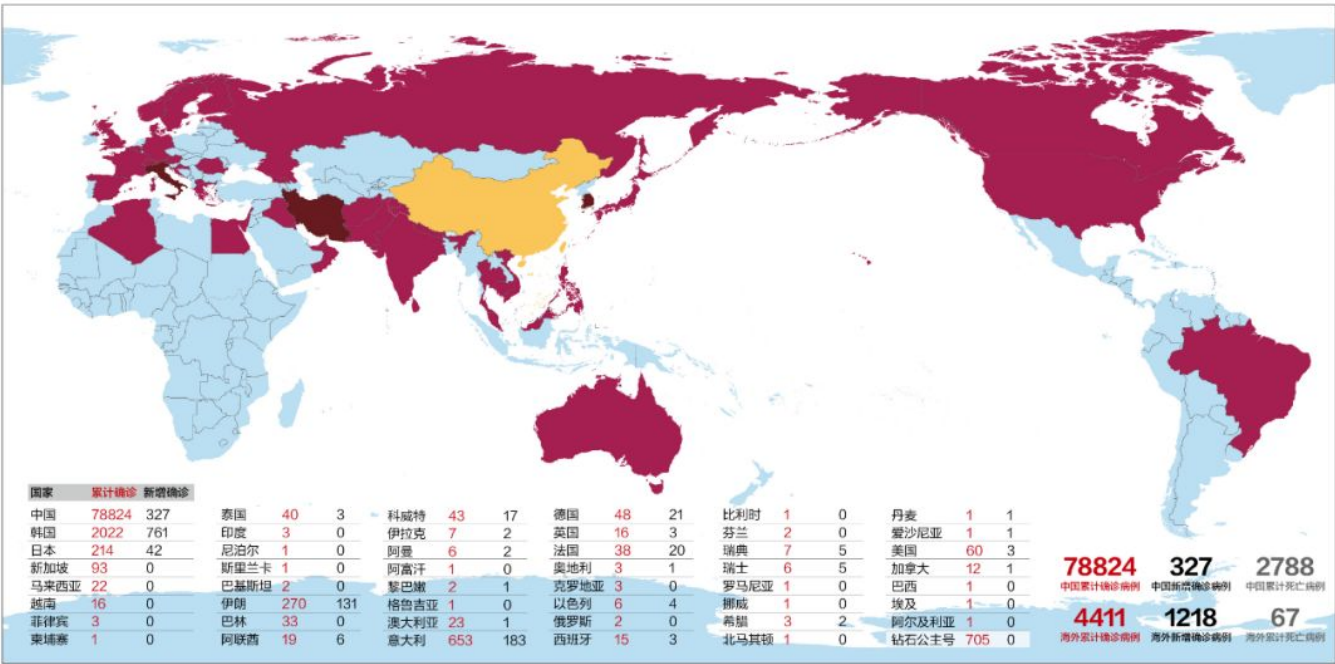 国家 累计确诊 新增确诊
中国 78824 327
韩国 2022 761
日本 214 42
新加坡 93 0
马来西亚 22 0
越南 16 0
菲律宾 3 0
柬埔寨 1 0
泰国 40 3
印度 3 0
尼泊尔 1 0
斯里兰卡 1 0
巴基斯坦 2 0
伊朗 270 131
巴林 33 0
阿联酋 19 6
科威特 43 17
伊拉克 7 2
阿曼 6 2
阿富汗 1 0
黎巴嫩 2 1
格鲁吉亚 1 0
澳大利亚 23 1
意大利 653 183
德国 48 21
英国 16 3
法国 38 20
奥地利 3 1
克罗地亚 3 0
以色列 6 4
俄罗斯 2 0
西班牙 15 3
比利时 1 0
芬兰 2 0
瑞典 7 5
瑞士 6 5
罗马尼亚 1 0
挪威 1 0
希腊 3 2
北马其顿 1 0
丹麦 1 1
爱沙尼亚 1 1
美国 60 3
加拿大 12 1
巴西 1 0
埃及 1 0
阿尔及利亚 1 0
钻石公主号 705 0
78824 327 2788
中国累计确诊病例 中国新增确诊病例 中国累计死亡病例
4411 1218 67
海外累计确诊病例 海外新增确诊病例 海外累计死亡病例